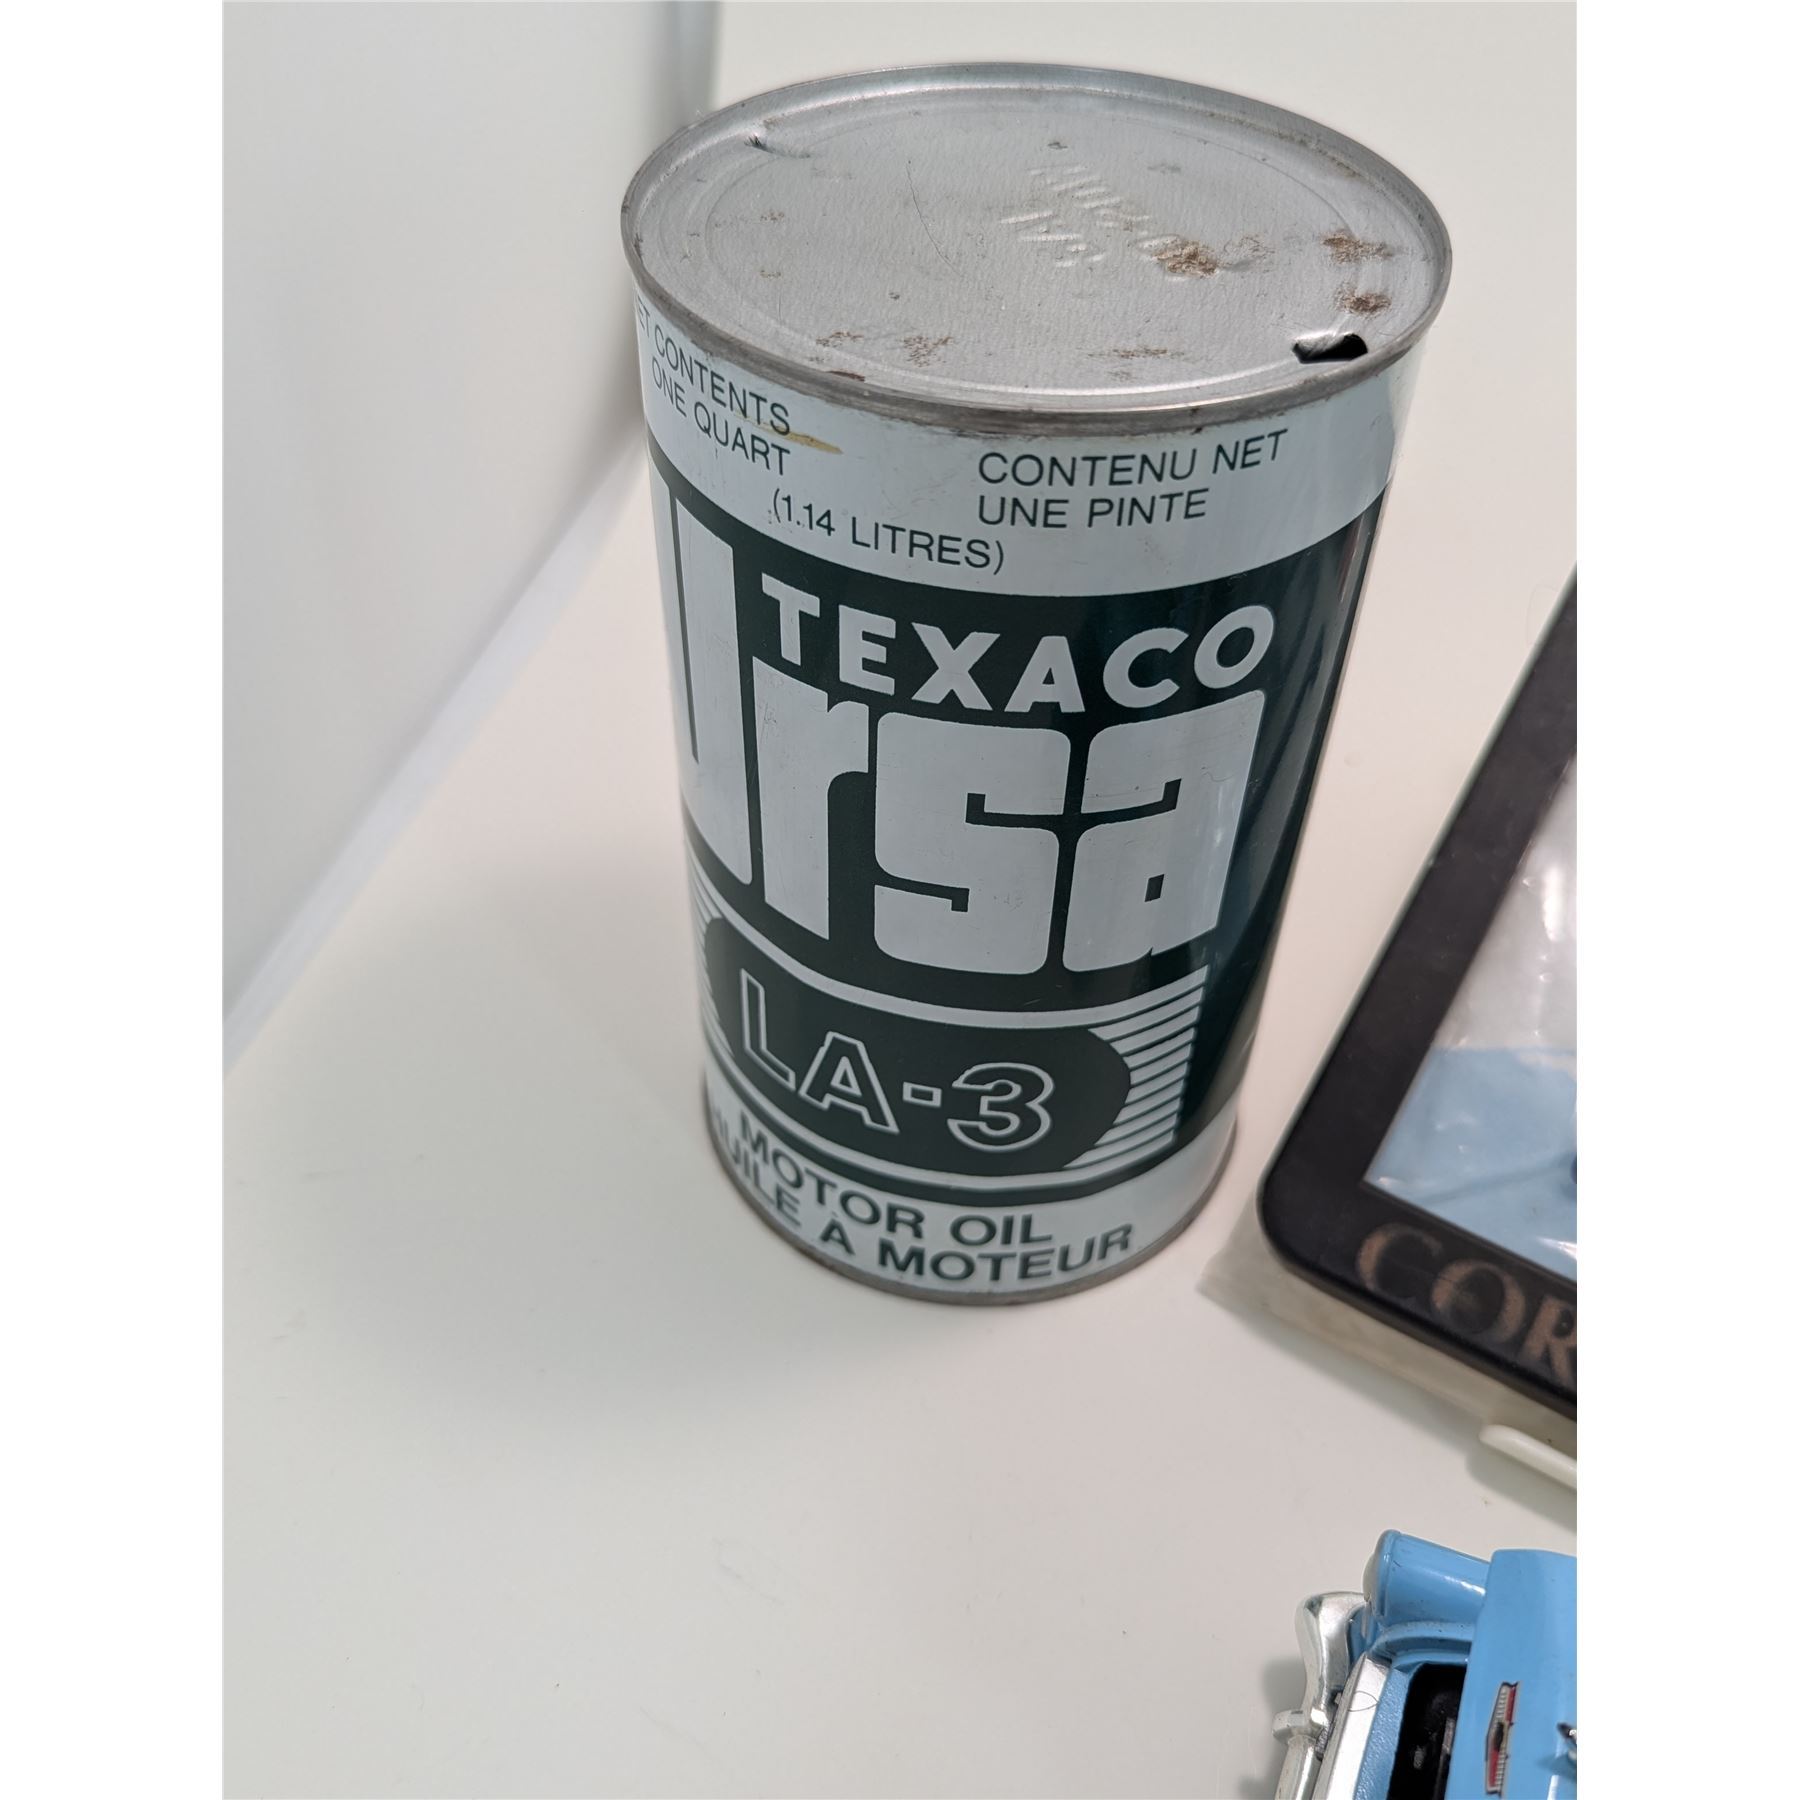 CONTENTS
ONE QUART
CONTENU NET
UNE PINTE
(1.14 LITRES)
TEXACO
Ursa
LA-3
MOTOR OIL
HUILE À MOTEUR
COR